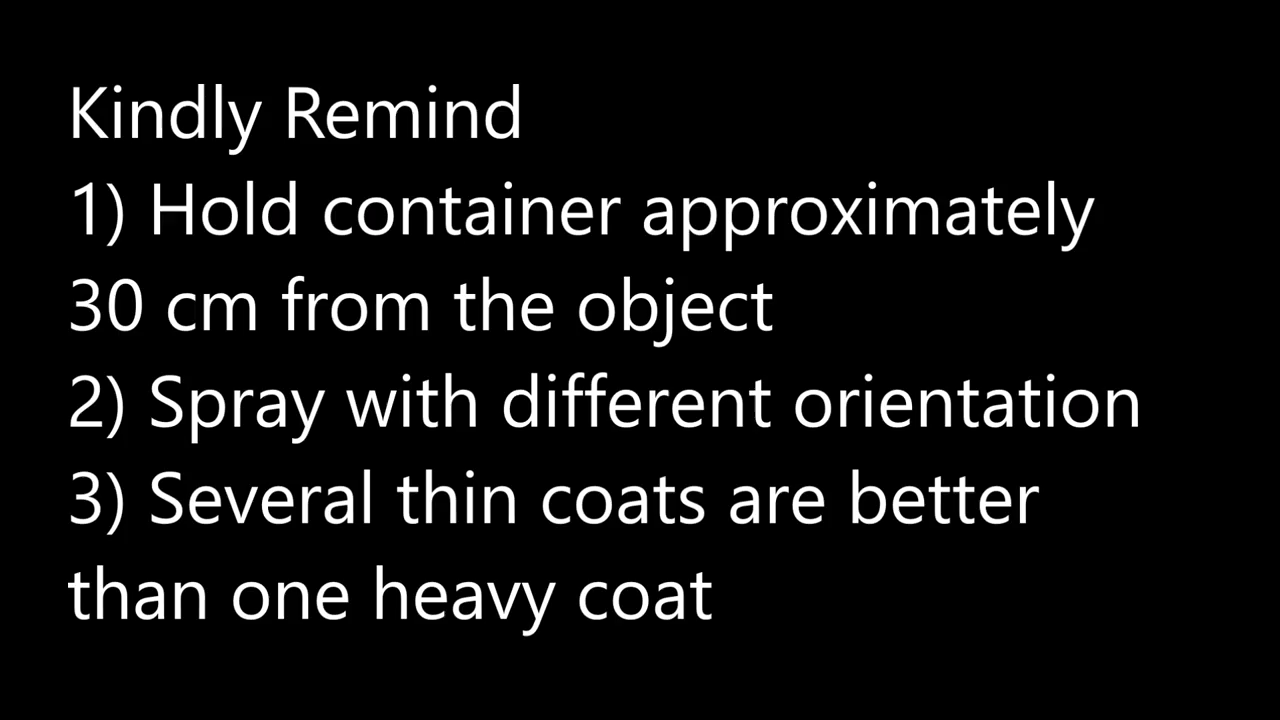 Kindly Remind
1) Hold container approximately
30 cm from the object
2) Spray with different orientation
3) Several thin coats are better
than one heavy coat